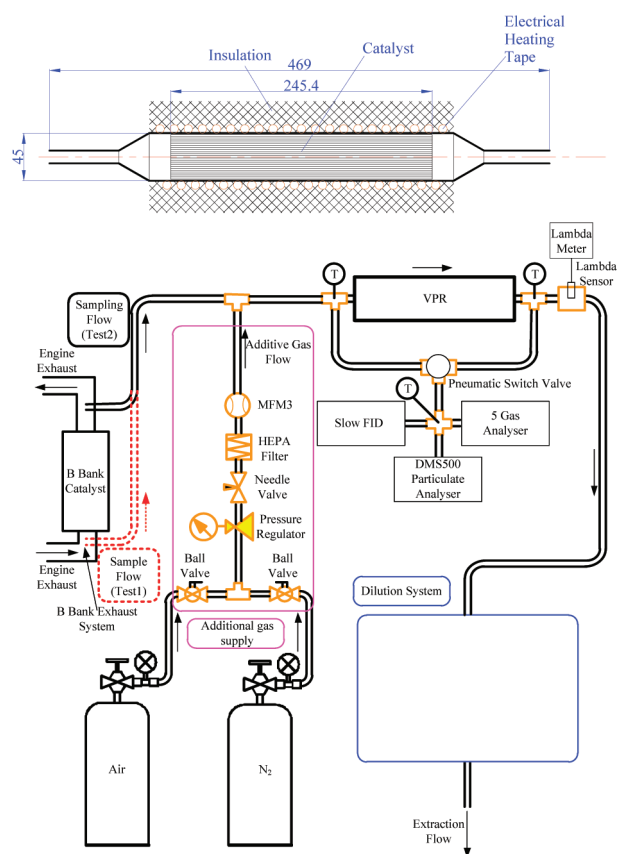 Electrical
Heating
Tape
Insulation
Catalyst
469
245.4
45
Lambda
Meter
Lambda
Sensor
T
VPR
T
Sampling
Flow
(Test2)
Engine
Exhaust
Additive Gas
Flow
Pneumatic Switch Valve
T
MFM3
Slow FID
5 Gas
Analyser
HEPA
Filter
DMS500
Particulate
Analyser
B Bank
Catalyst
Needle
Valve
Pressure
Regulator
Engine
Exhaust
Sample
Flow
(Test1)
Ball
Valve
Ball
Valve
B Bank Exhaust
System
Dilution System
Additional gas
supply
Air
N₂
Extraction
Flow